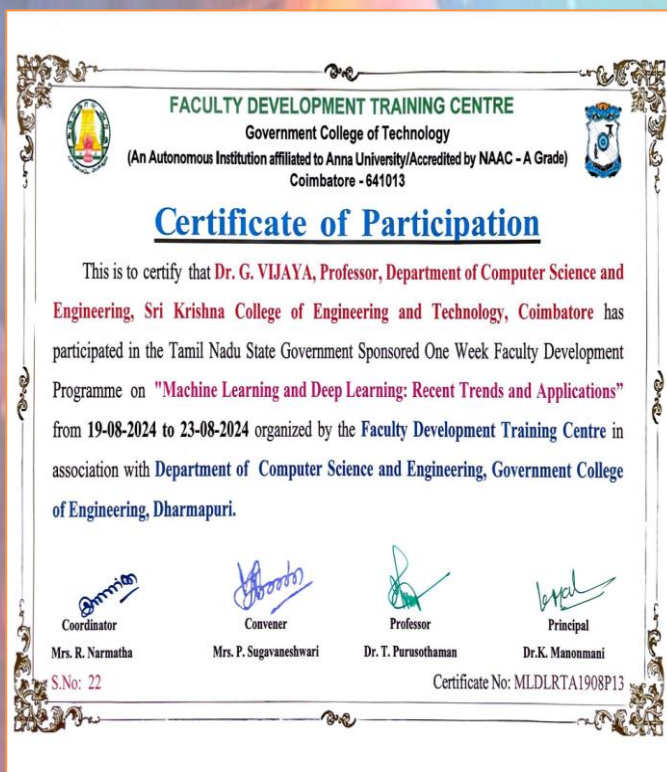 FACULTY DEVELOPMENT TRAINING CENTRE
Government College of Technology
(An Autonomous Institution affiliated to Anna University/Accredited by NAAC – A Grade)
Coimbatore - 641013
Certificate of Participation
This is to certify that Dr. G. VIJAYA, Professor, Department of Computer Science and
Engineering, Sri Krishna College of Engineering and Technology, Coimbatore has
participated in the Tamil Nadu State Government Sponsored One Week Faculty Development
Programme on "Machine Learning and Deep Learning: Recent Trends and Applications”
from 19-08-2024 to 23-08-2024 organized by the Faculty Development Training Centre in
association with Department of Computer Science and Engineering, Government College
of Engineering, Dharmapuri.
Coordinator Convener Professor Principal
Mrs. R. Narmatha Mrs. P. Sugavaneshwari Dr. T. Purusothaman Dr.K. Manonmani
S.No: 22 Certificate No: MLDLRTA1908P13